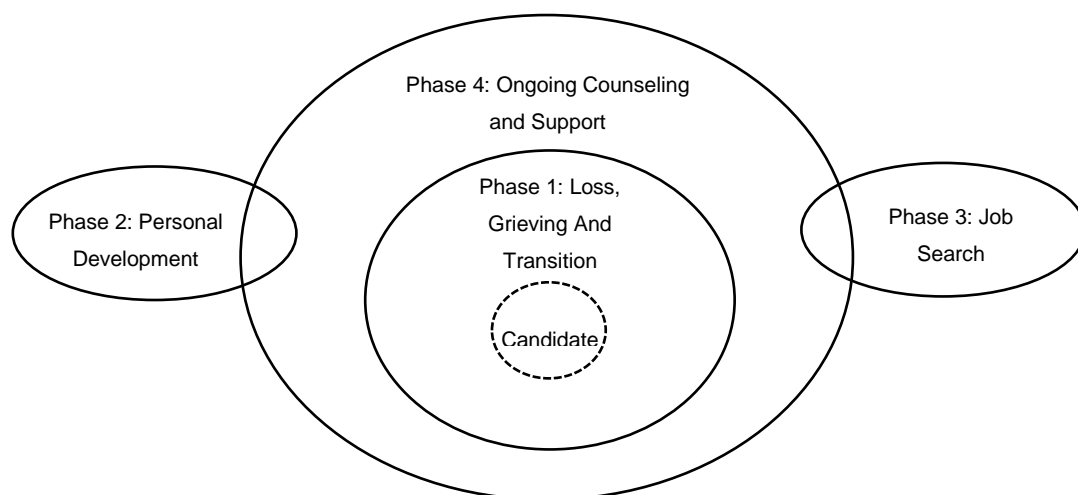 Phase 4: Ongoing Counseling
and Support
Phase 1: Loss,
Grieving And
Transition
Phase 2: Personal
Development
Phase 3: Job
Search
Candidate